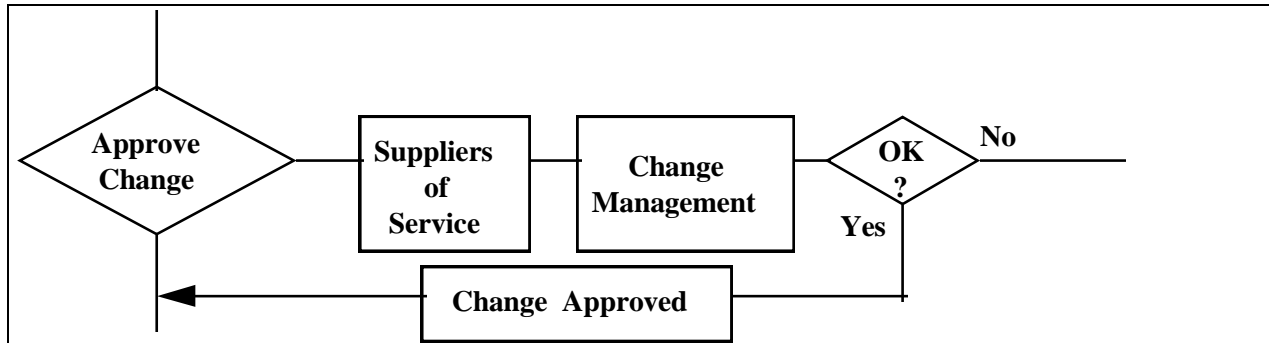 Approve
Change
Suppliers
of
Service
Change
Management
OK
?
No
Yes
Change Approved